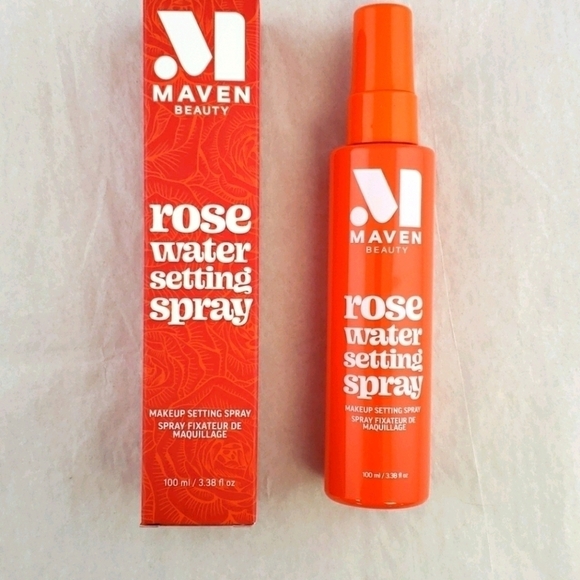 MAVEN
BEAUTY
rose
water
setting
spray
MAKEUP SETTING SPRAY
SPRAY FIXATEUR DE
MAQUILLAGE
100 ml / 3.38 fl oz
MAVEN
BEAUTY
rose
water
setting
spray
MAKEUP SETTING SPRAY
SPRAY FIXATEUR DE
MAQUILLAGE
100 ml / 3.38 fl oz